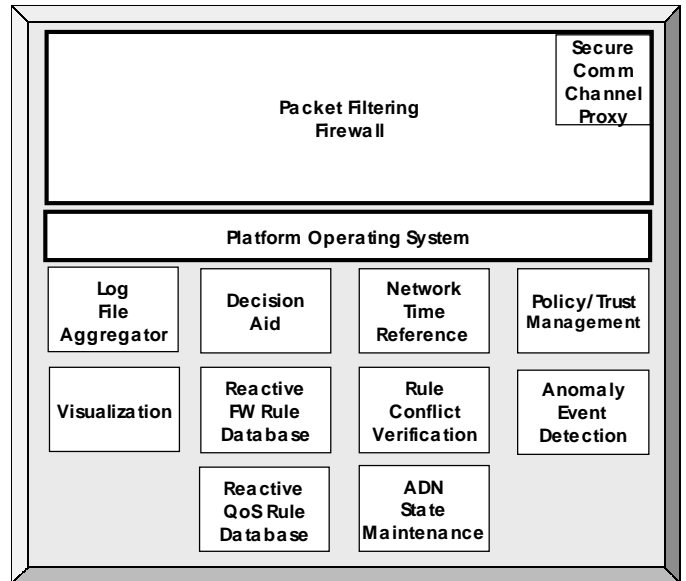 Secure
Comm
Channel
Proxy
Packet Filtering
Firewall
Platform Operating System
Log
File
Aggregator
Decision
Aid
Network
Time
Reference
Policy/Trust
Management
Visualization
Reactive
FW Rule
Database
Rule
Conflict
Verification
Anomaly
Event
Detection
Reactive
QoS Rule
Database
ADN
State
Maintenance